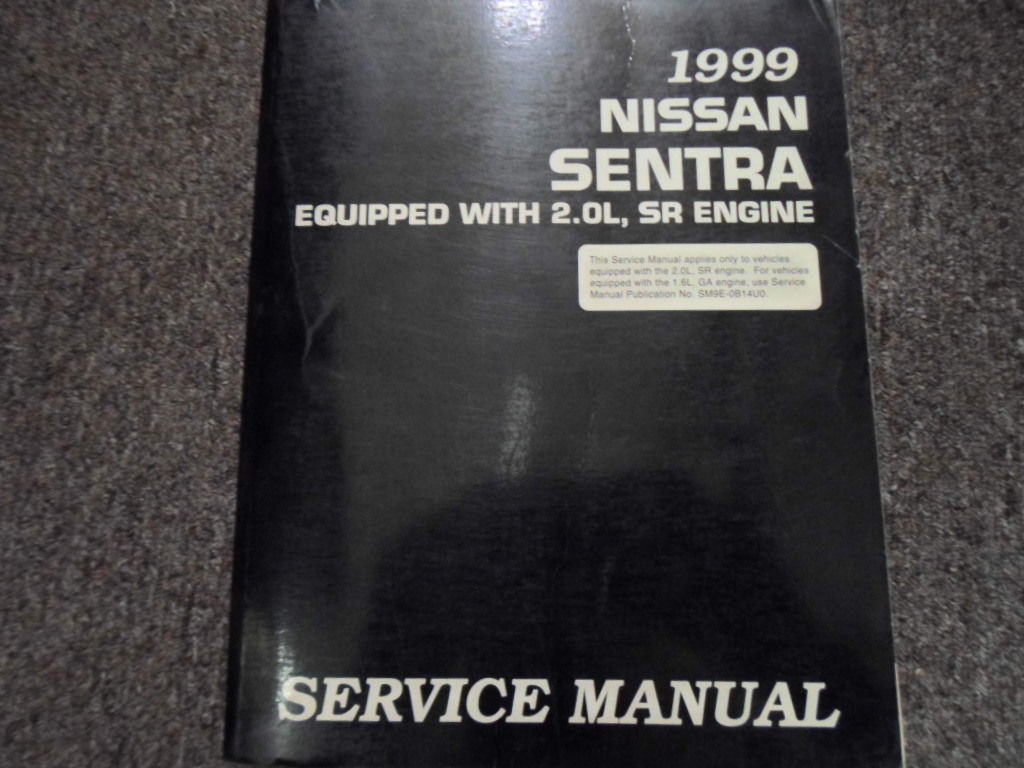 1999
NISSAN
SENTRA
EQUIPPED WITH 2.0L, SR ENGINE
This Service Manual applies only to vehicles
equipped with the 2.0L, SR engine. For vehicles
equipped with the 1.6L, GA engine, use Service
Manual Publication No. SM9E-0B14U0.
SERVICE MANUAL